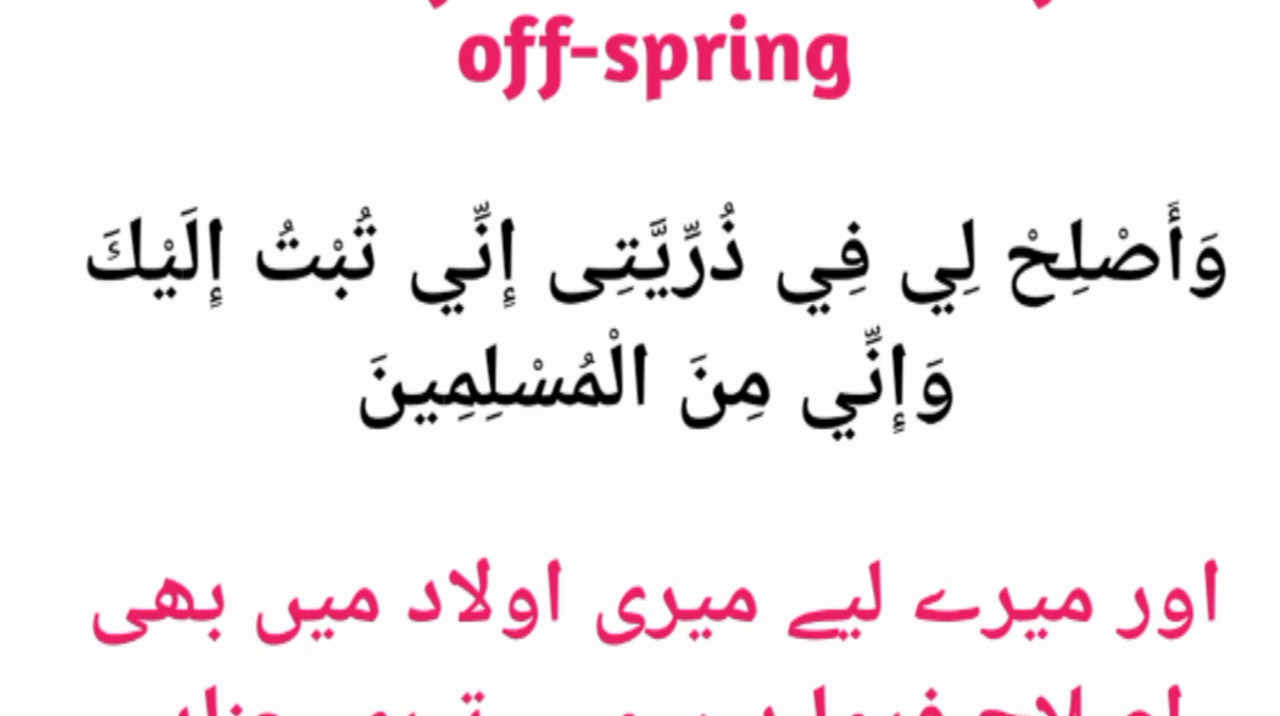 off-spring
وَأَصْلِحْ لِي فِي ذُرِّيَّتِى إِنِّي تُبْتُ إِلَيْكَ
وَإِنِّي مِنَ الْمُسْلِمِينَ
اور میرے لیے میری اولاد میں بھی